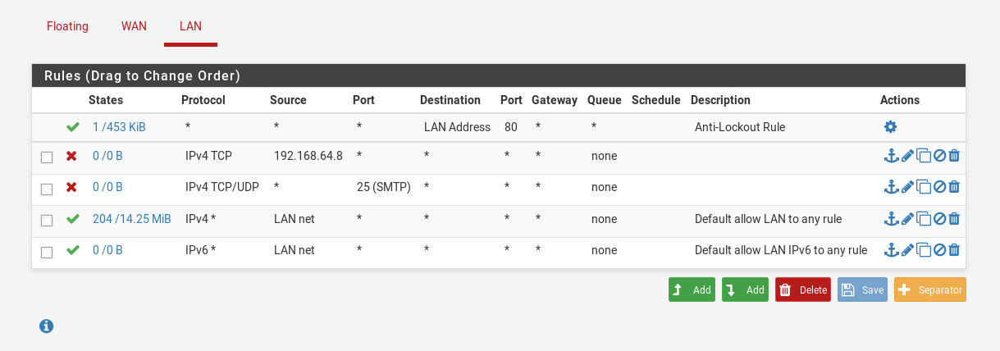 Floating WAN LAN
Rules (Drag to Change Order)
States Protocol Source Port Destination Port Gateway Queue Schedule Description Actions
1 /453 KiB * * * LAN Address 80 * * Anti-Lockout Rule
0 /0 B IPv4 TCP 192.168.64.8 * * * * none
0 /0 B IPv4 TCP/UDP * 25 (SMTP) * * * none
204 /14.25 MiB IPv4 * LAN net * * * * none Default allow LAN to any rule
0 /0 B IPv6 * LAN net * * * * none Default allow LAN IPv6 to any rule
Add Add Delete Save Separator